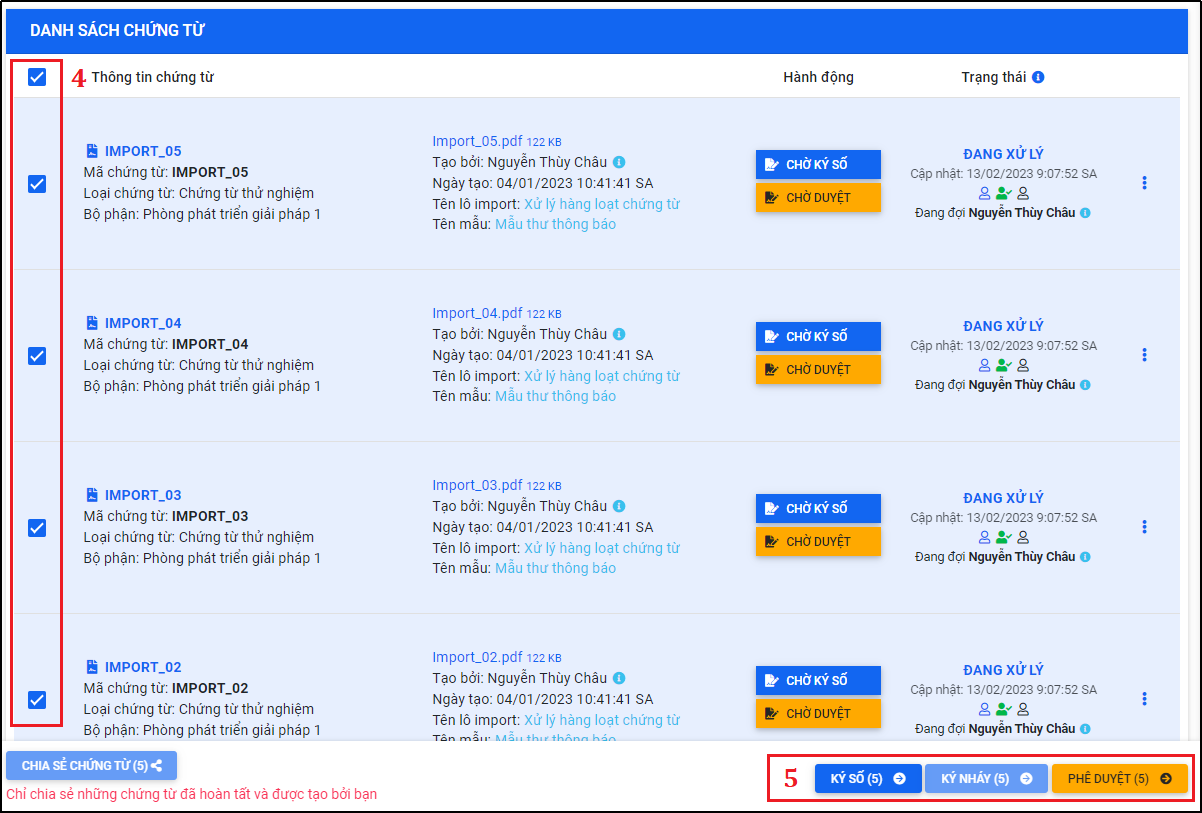 DANH SÁCH CHỨNG TỪ
4 Thông tin chứng từ
Hành động
Trạng thái
IMPORT_05
Mã chứng từ: IMPORT_05
Loại chứng từ: Chứng từ thử nghiệm
Bộ phận: Phòng phát triển giải pháp 1
Import_05.pdf 122 KB
Tạo bởi: Nguyễn Thùy Châu
Ngày tạo: 04/01/2023 10:41:41 SA
Tên lô import: Xử lý hàng loạt chứng từ
Tên mẫu: Mẫu thư thông báo
CHỜ KÝ SỐ
CHỜ DUYỆT
ĐANG XỬ LÝ
Cập nhật: 13/02/2023 9:07:52 SA
Đang đợi Nguyễn Thùy Châu
IMPORT_04
Mã chứng từ: IMPORT_04
Loại chứng từ: Chứng từ thử nghiệm
Bộ phận: Phòng phát triển giải pháp 1
Import_04.pdf 122 KB
Tạo bởi: Nguyễn Thùy Châu
Ngày tạo: 04/01/2023 10:41:41 SA
Tên lô import: Xử lý hàng loạt chứng từ
Tên mẫu: Mẫu thư thông báo
CHỜ KÝ SỐ
CHỜ DUYỆT
ĐANG XỬ LÝ
Cập nhật: 13/02/2023 9:07:52 SA
Đang đợi Nguyễn Thùy Châu
IMPORT_03
Mã chứng từ: IMPORT_03
Loại chứng từ: Chứng từ thử nghiệm
Bộ phận: Phòng phát triển giải pháp 1
Import_03.pdf 122 KB
Tạo bởi: Nguyễn Thùy Châu
Ngày tạo: 04/01/2023 10:41:41 SA
Tên lô import: Xử lý hàng loạt chứng từ
Tên mẫu: Mẫu thư thông báo
CHỜ KÝ SỐ
CHỜ DUYỆT
ĐANG XỬ LÝ
Cập nhật: 13/02/2023 9:07:52 SA
Đang đợi Nguyễn Thùy Châu
IMPORT_02
Mã chứng từ: IMPORT_02
Loại chứng từ: Chứng từ thử nghiệm
Bộ phận: Phòng phát triển giải pháp 1
Import_02.pdf 122 KB
Tạo bởi: Nguyễn Thùy Châu
Ngày tạo: 04/01/2023 10:41:41 SA
Tên lô import: Xử lý hàng loạt chứng từ
Tên mẫu: Mẫu thư thông báo
CHỜ KÝ SỐ
CHỜ DUYỆT
ĐANG XỬ LÝ
Cập nhật: 13/02/2023 9:07:52 SA
Đang đợi Nguyễn Thùy Châu
CHIA SẺ CHỨNG TỪ (5)
Chỉ chia sẻ những chứng từ đã hoàn tất và được tạo bởi bạn
5
KÝ SỐ (5)
KÝ NHÁY (5)
PHÊ DUYỆT (5)